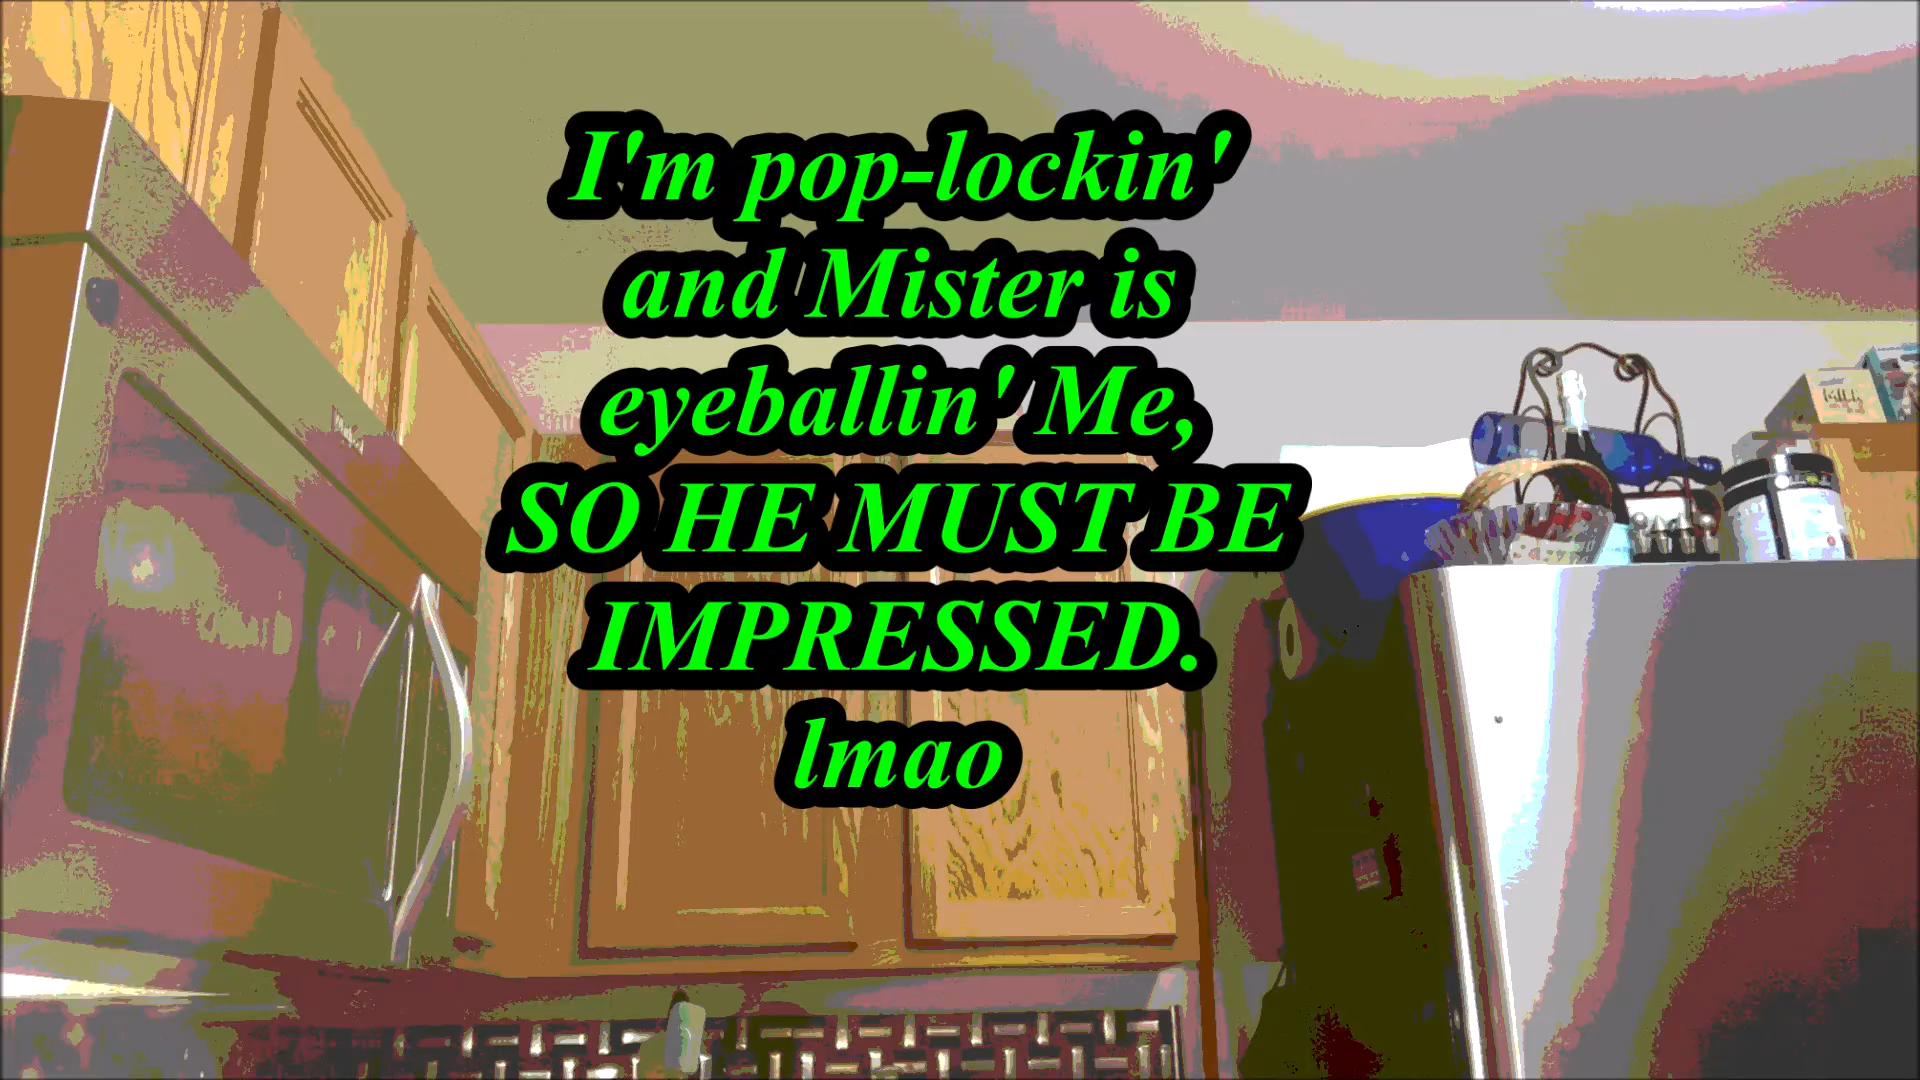 I'm pop-lockin'
and Mister is
eyeballin' Me,
SO HE MUST BE
IMPRESSED.
lmao